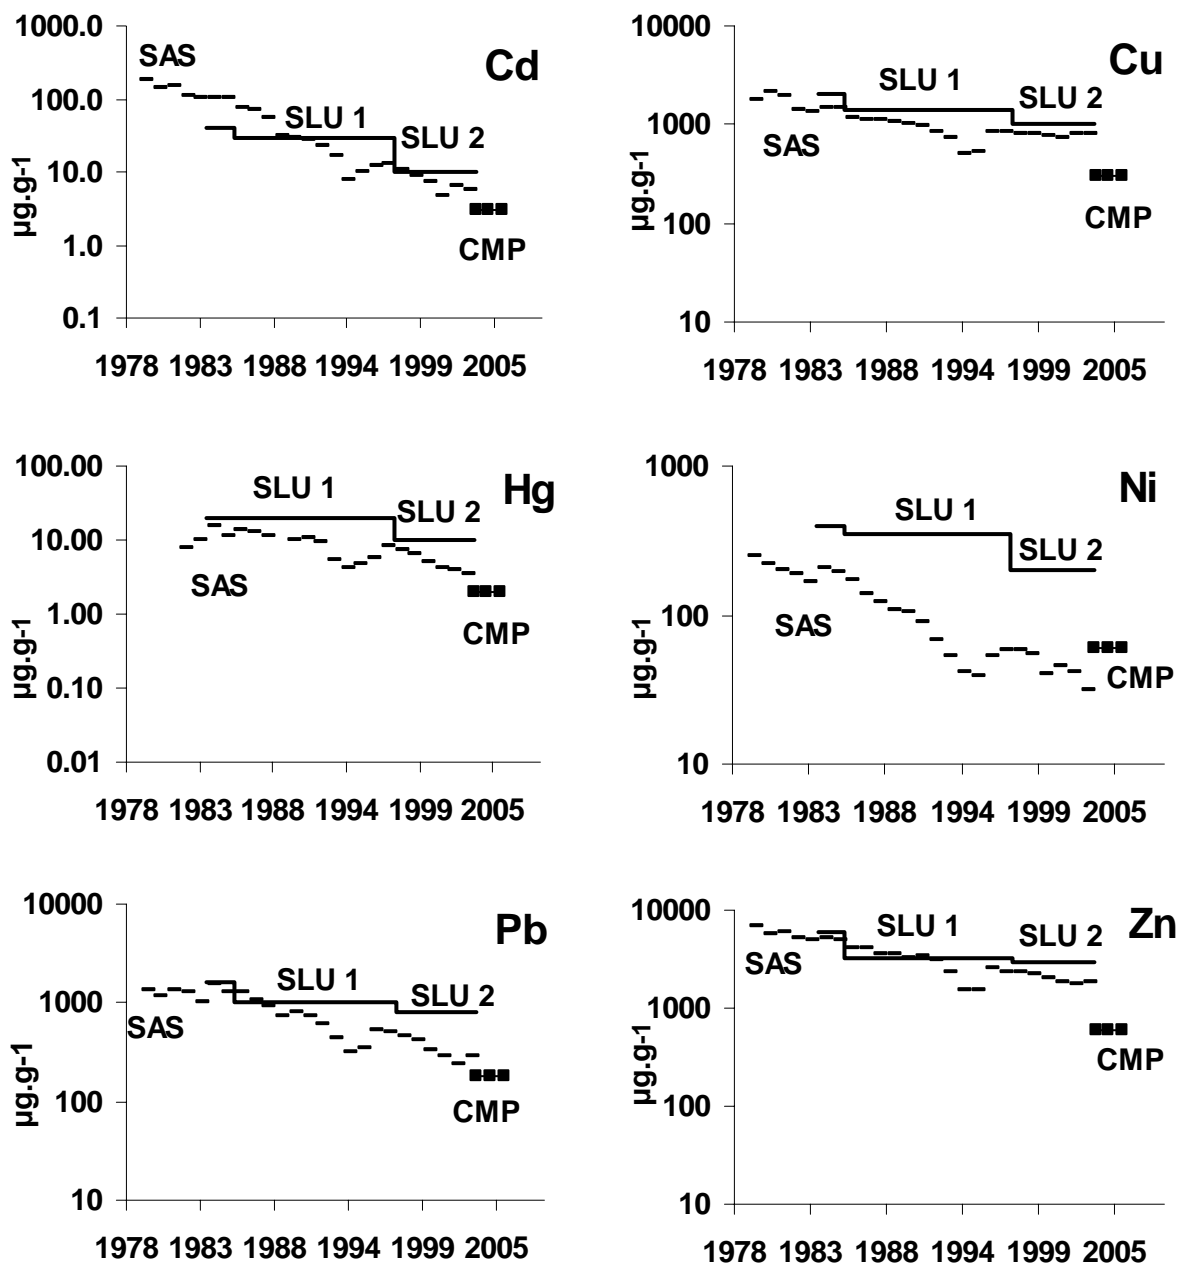 1000.0
100.0
10.0
1.0
0.1
µg.g-1
SAS
Cd
SLU 1
SLU 2
CMP
1978 1983 1988 1994 1999 2005
10000
1000
100
10
µg.g-1
Cu
SLU 1
SLU 2
SAS
CMP
1978 1983 1988 1994 1999 2005
100.00
10.00
1.00
0.10
0.01
µg.g-1
SLU 1
Hg
SLU 2
SAS
CMP
1978 1983 1988 1994 1999 2005
1000
100
10
µg.g-1
Ni
SLU 1
SLU 2
SAS
CMP
1978 1983 1988 1994 1999 2005
10000
1000
100
10
µg.g-1
Pb
SLU 1
SLU 2
SAS
CMP
1978 1983 1988 1994 1999 2005
10000
1000
100
10
µg.g-1
Zn
SLU 1
SLU 2
SAS
CMP
1978 1983 1988 1994 1999 2005